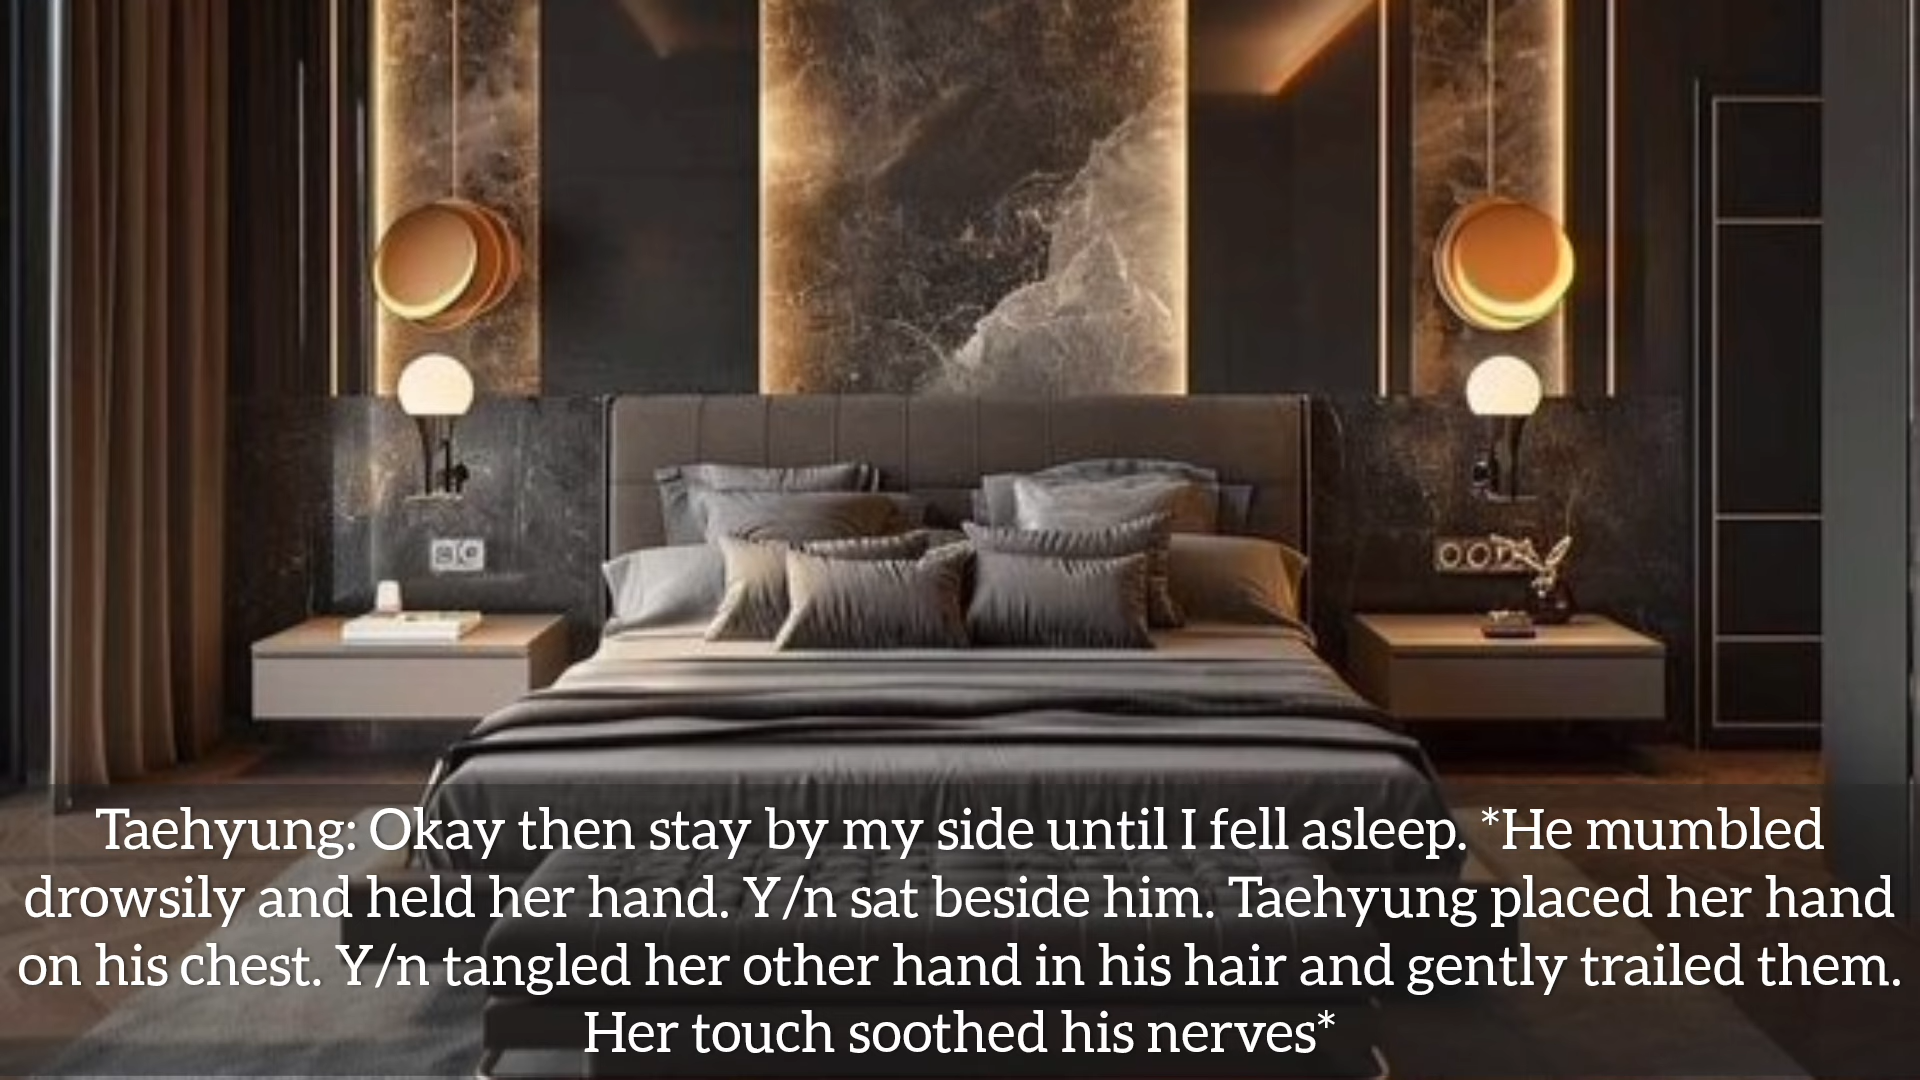 Taehyung: Okay then stay by my side until I fell asleep. *He mumbled
drowsily and held her hand. Y/n sat beside him. Taehyung placed her hand
on his chest. Y/n tangled her other hand in his hair and gently trailed them.
Her touch soothed his nerves*